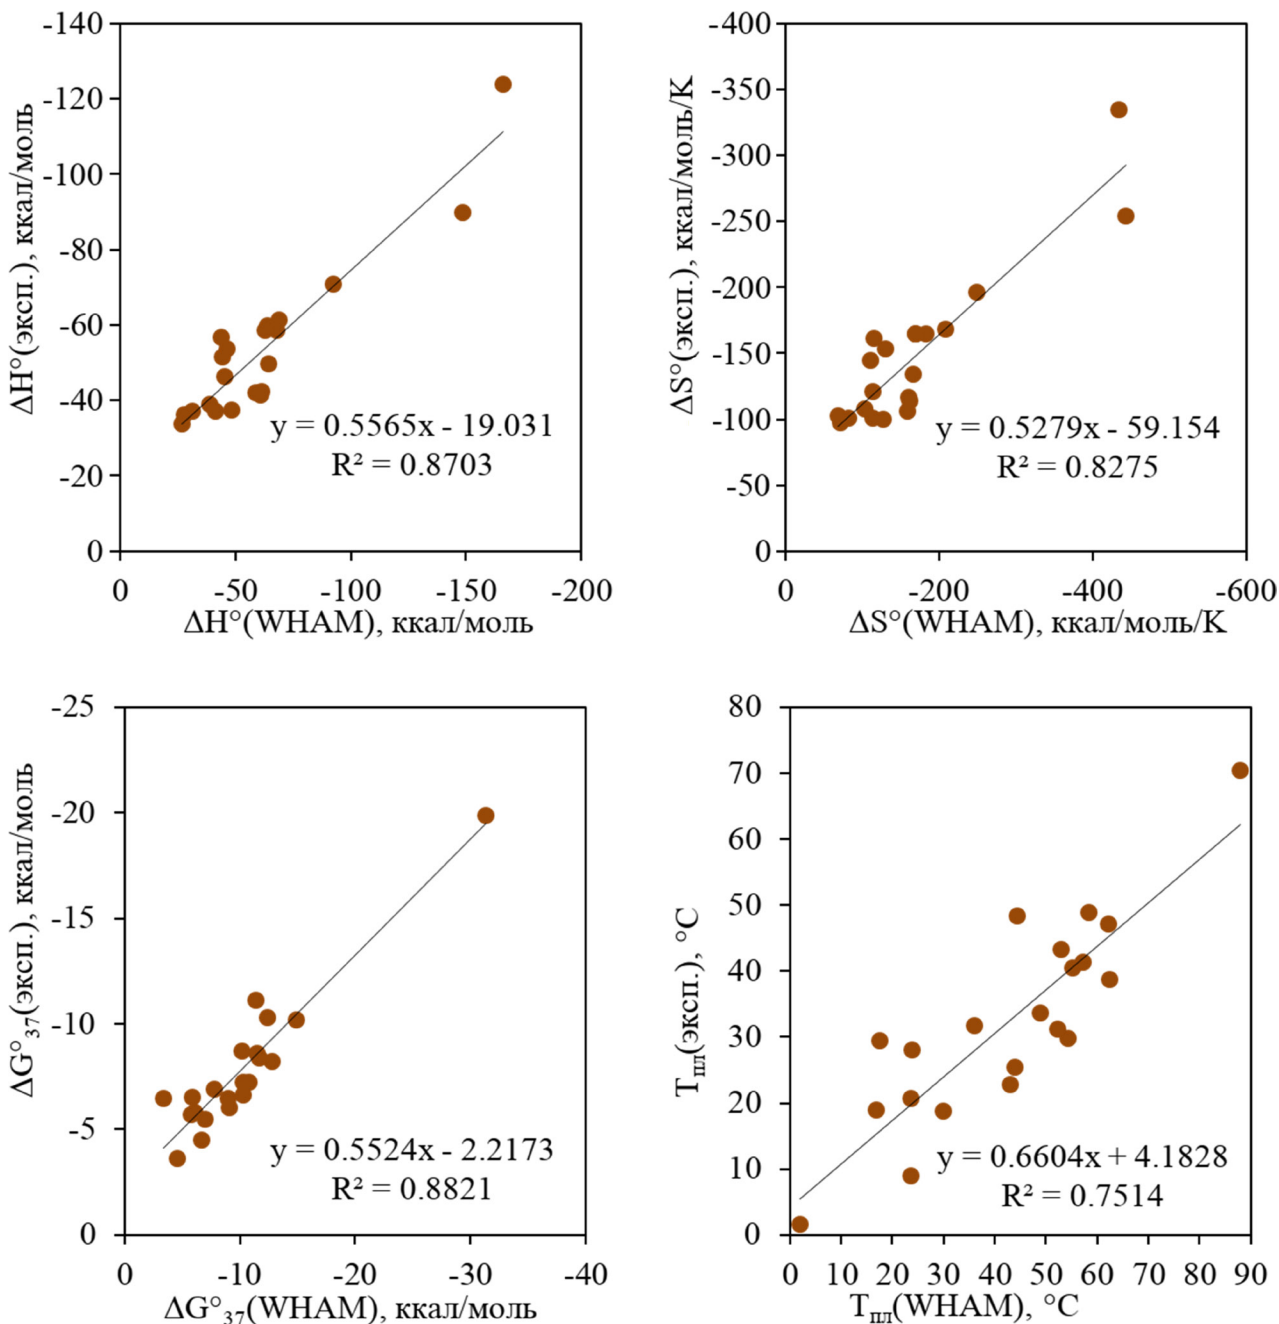 ΔH°(эксп.), ккал/моль
-140
-120
-100
-80
-60
-40
-20
0
y = 0.5565x - 19.031
R² = 0.8703
0 -50 -100 -150 -200
ΔH°(WHAM), ккал/моль
ΔS°(эксп.), ккал/моль/K
-400
-350
-300
-250
-200
-150
-100
-50
0
y = 0.5279x - 59.154
R² = 0.8275
0 -200 -400 -600
ΔS°(WHAM), ккал/моль/K
ΔG°₃₇(эксп.), ккал/моль
-25
-20
-15
-10
-5
0
y = 0.5524x - 2.2173
R² = 0.8821
0 -10 -20 -30 -40
ΔG°₃₇(WHAM), ккал/моль
Tпл(эксп.), °C
80
70
60
50
40
30
20
10
0
y = 0.6604x + 4.1828
R² = 0.7514
0 10 20 30 40 50 60 70 80 90
Tпл(WHAM), °C